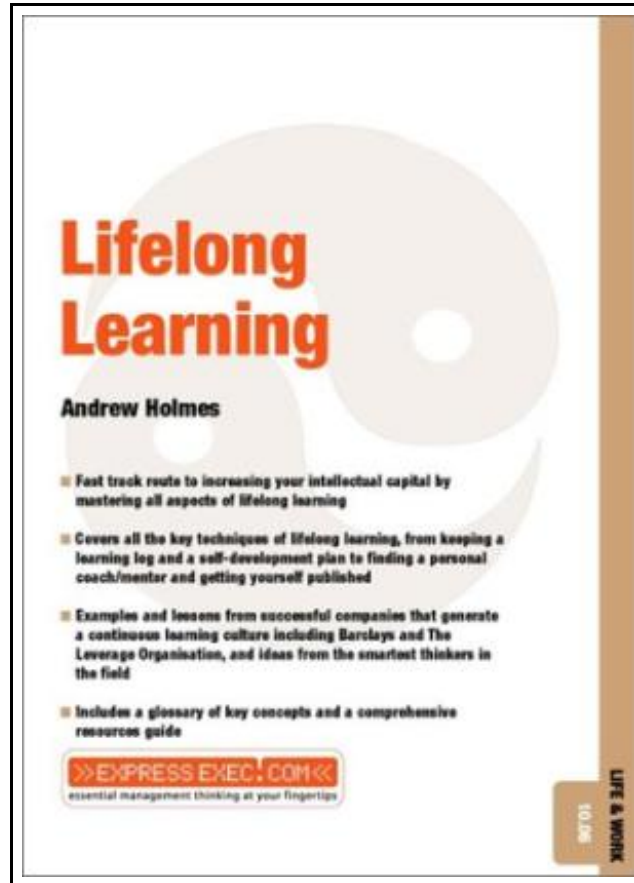 Lifelong
Learning
Andrew Holmes
Fast track route to increasing your intellectual capital by
mastering all aspects of lifelong learning
Covers all the key techniques of lifelong learning, from keeping a
learning log and a self-development plan to finding a personal
coach/mentor and getting yourself published
Examples and lessons from successful companies that generate
a continuous learning culture including Barclays and The
Leverage Organisation, and ideas from the smartest thinkers in
the field
Includes a glossary of key concepts and a comprehensive
resources guide
>>EXPRESS EXEC.COM<<
essential management thinking at your fingertips
LIFE & WORK
10.06